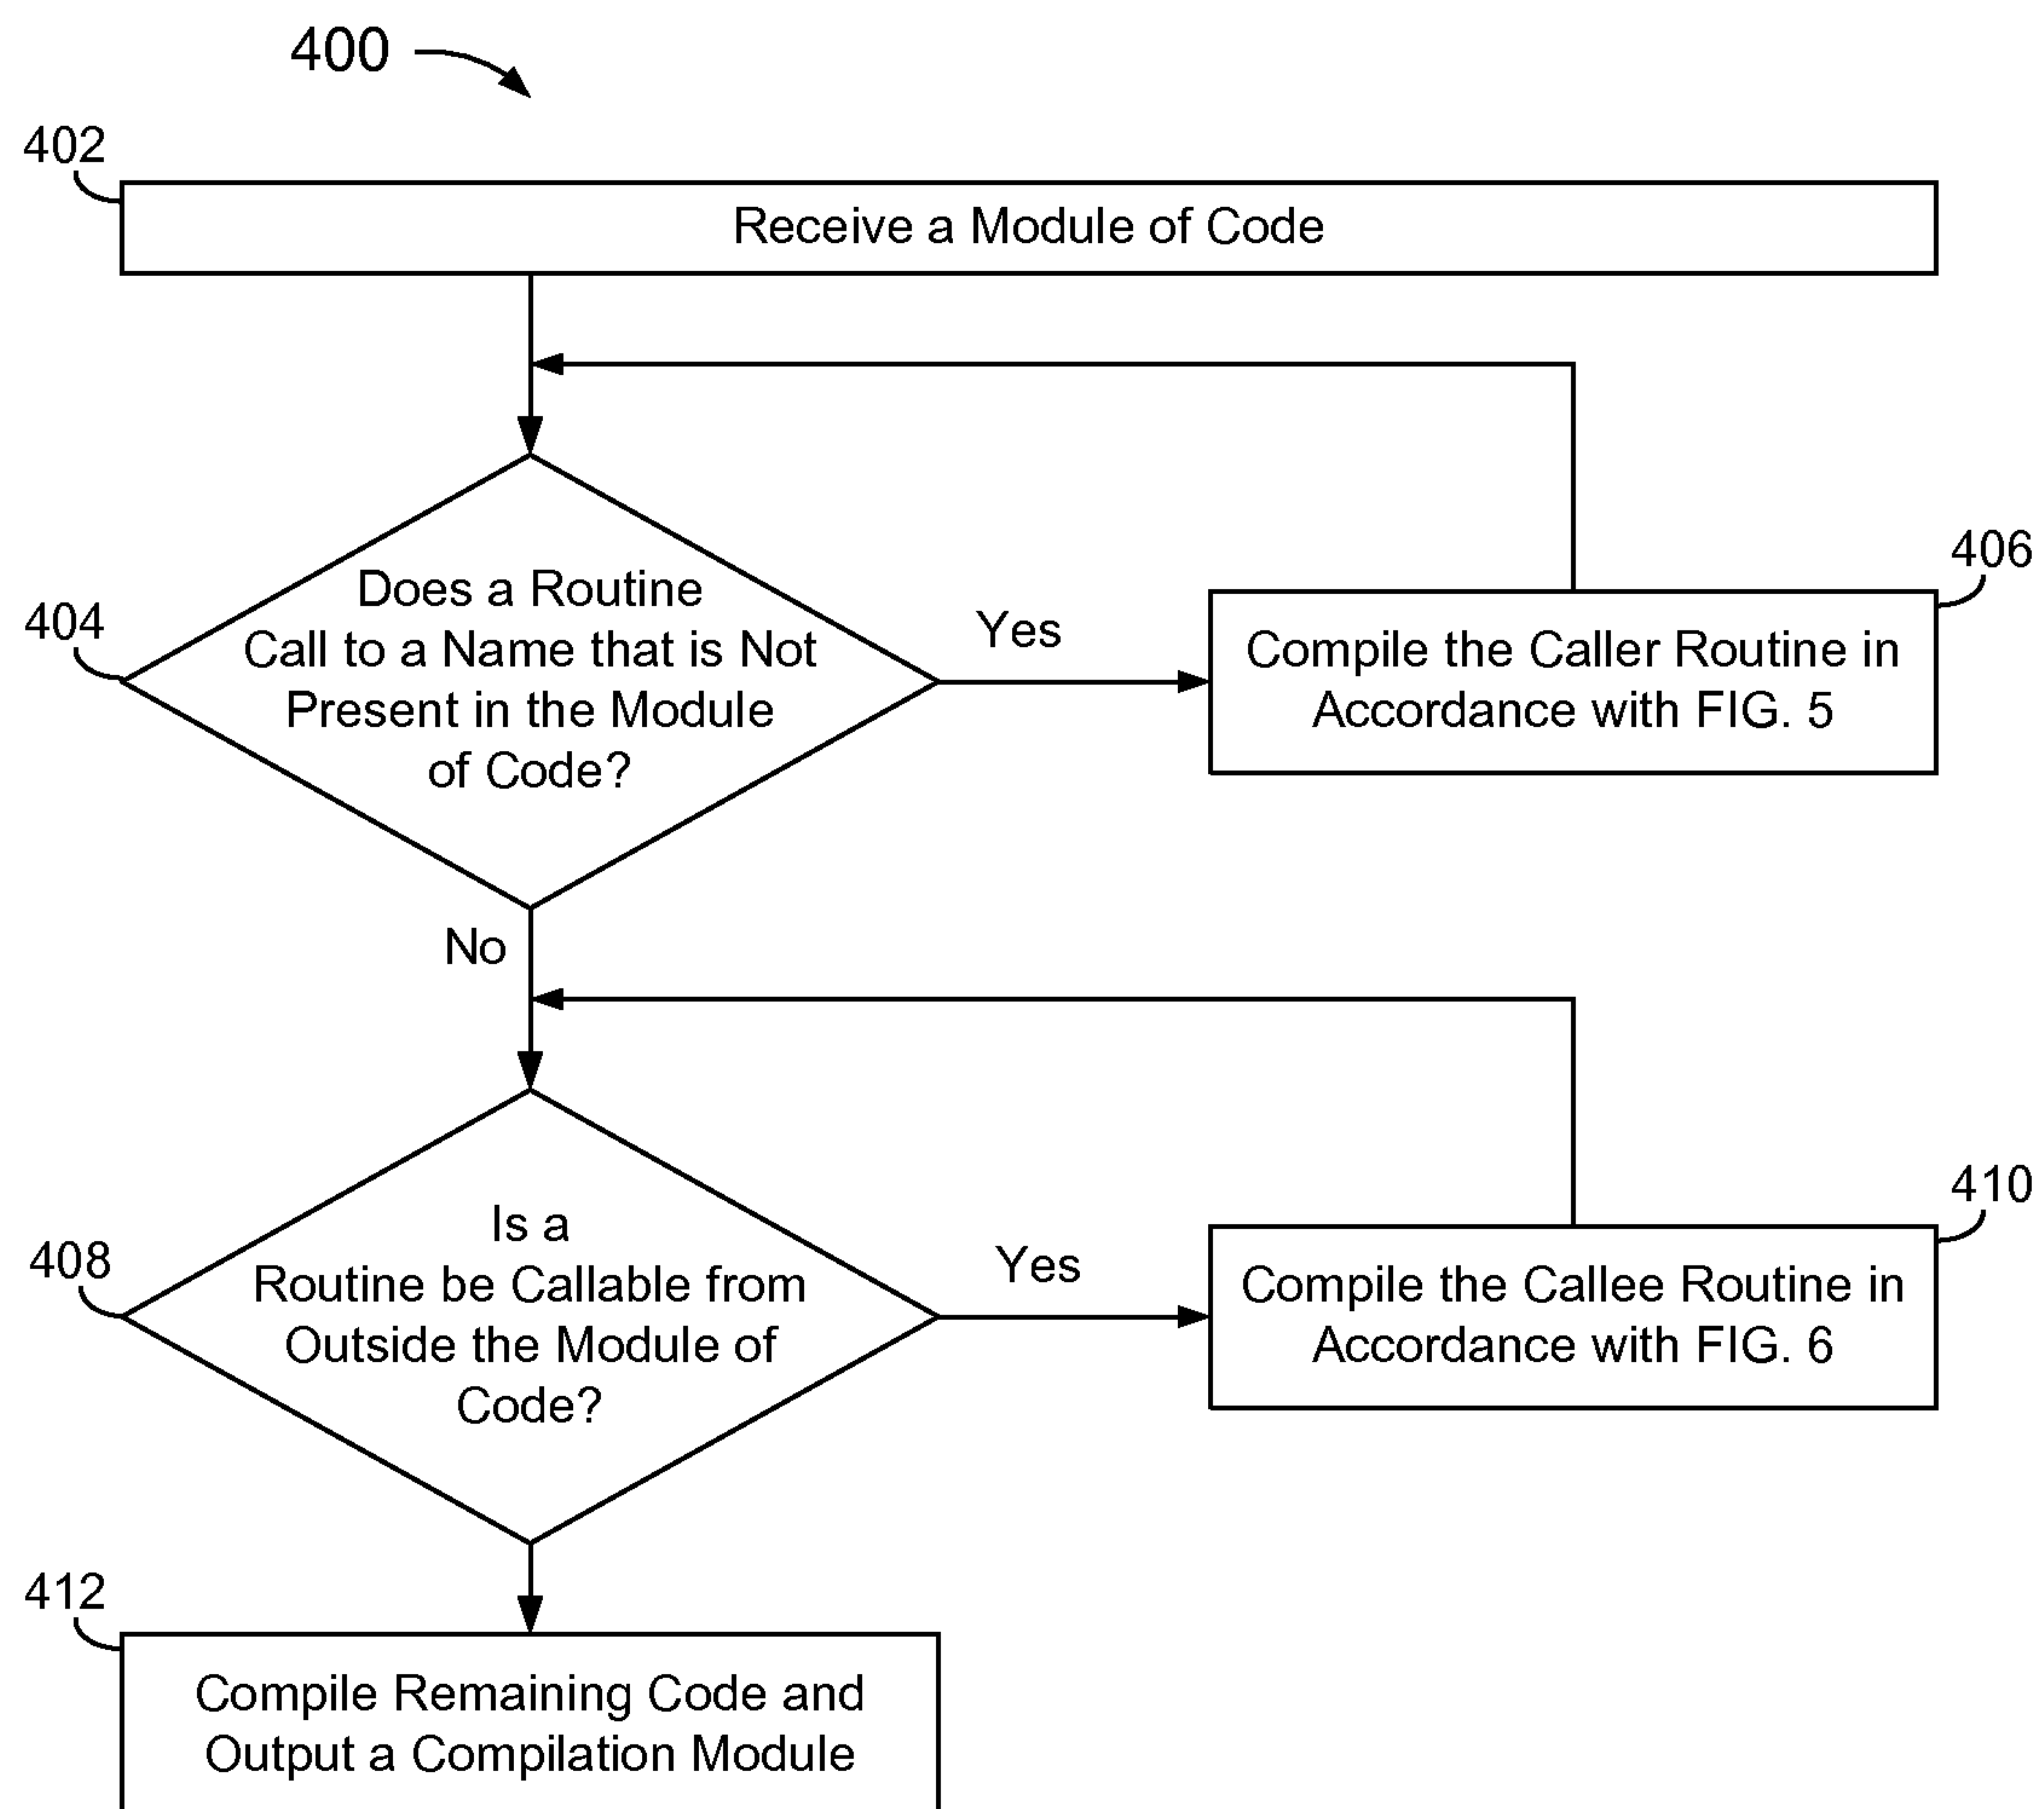 400
402
Receive a Module of Code
404
Does a Routine
Call to a Name that is Not
Present in the Module
of Code?
Yes
406
Compile the Caller Routine in
Accordance with FIG. 5
No
408
Is a
Routine be Callable from
Outside the Module of
Code?
Yes
410
Compile the Callee Routine in
Accordance with FIG. 6
412
Compile Remaining Code and
Output a Compilation Module